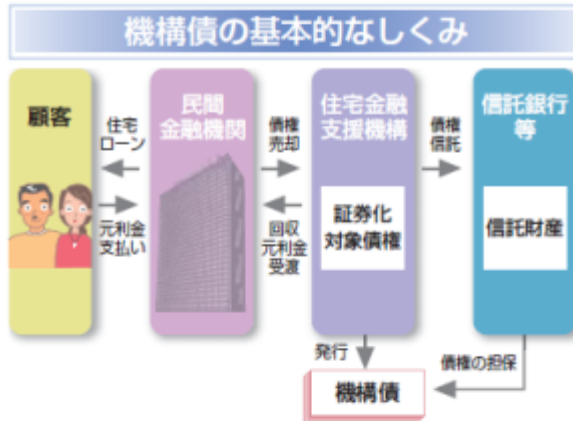 機構債の基本的なしくみ
顧客
住宅
ローン
元利金
支払い
民間
金融機関
債権
売却
回収
元利金
受渡
住宅金融
支援機構
証券化
対象債権
債権
信託
信託銀行
等
信託財産
発行
債権の担保
機構債